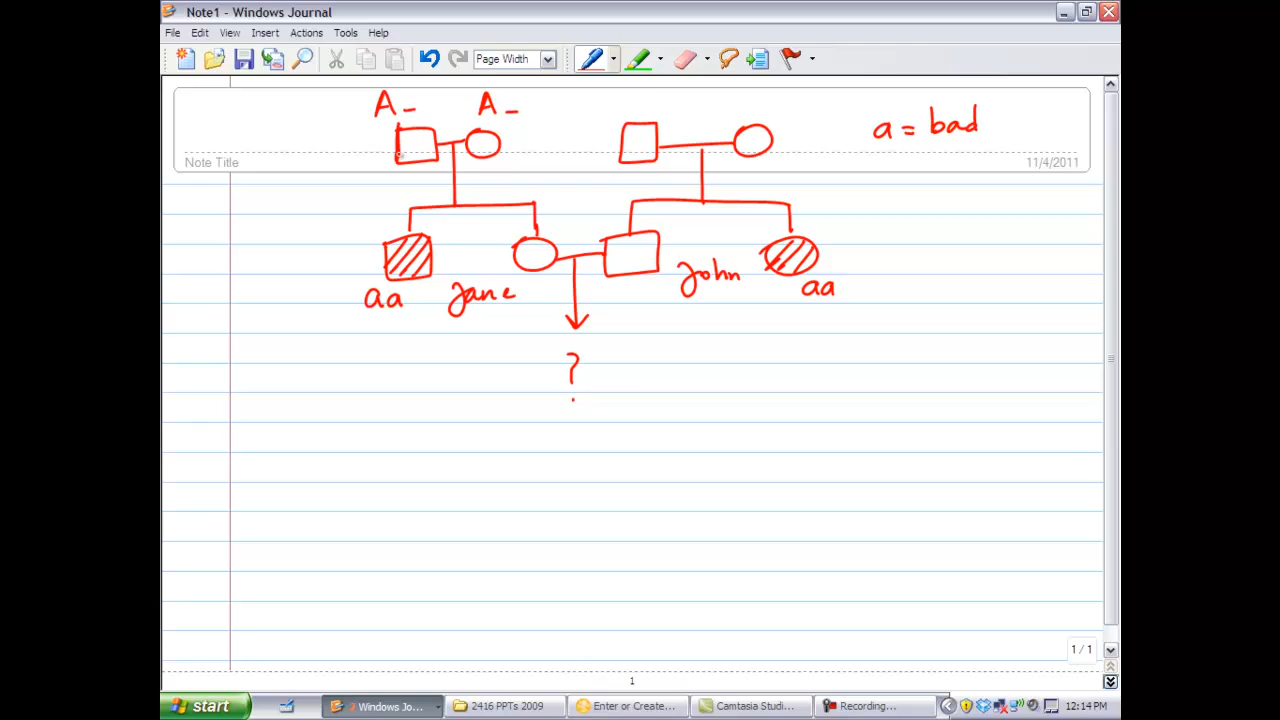 Note1 - Windows Journal
File Edit View Insert Actions Tools Help
Page Width
A _ A _
a = bad
Note Title
11/4/2011
aa
Jane
John
aa
?
1 / 1
1
start
Windows Jo...
2416 PPTs 2009
Enter or Create...
Camtasia Studi...
Recording...
12:14 PM